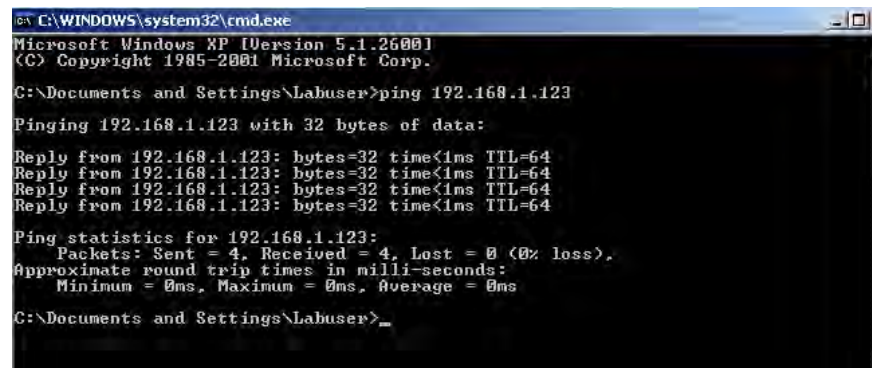 C:\WINDOWS\system32\cmd.exe
Microsoft Windows XP [Version 5.1.2600]
(C) Copyright 1985-2001 Microsoft Corp.
C:\Documents and Settings\Labuser>ping 192.168.1.123
Pinging 192.168.1.123 with 32 bytes of data:
Reply from 192.168.1.123: bytes=32 time<1ms TTL=64
Reply from 192.168.1.123: bytes=32 time<1ms TTL=64
Reply from 192.168.1.123: bytes=32 time<1ms TTL=64
Reply from 192.168.1.123: bytes=32 time<1ms TTL=64
Ping statistics for 192.168.1.123:
Packets: Sent = 4, Received = 4, Lost = 0 (0% loss),
Approximate round trip times in milli-seconds:
Minimum = 0ms, Maximum = 0ms, Average = 0ms
C:\Documents and Settings\Labuser>_